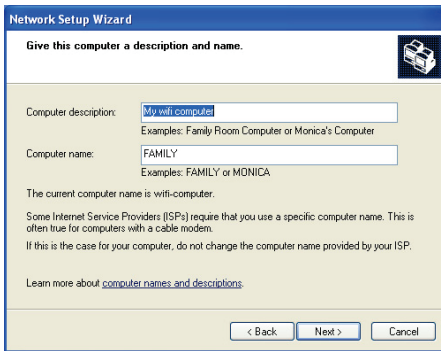 Network Setup Wizard
Give this computer a description and name.
Computer description:
My wifi computer
Examples: Family Room Computer or Monica's Computer
Computer name:
FAMILY
Examples: FAMILY or MONICA
The current computer name is wifi-computer.
Some Internet Service Providers (ISPs) require that you use a specific computer name. This is
often true for computers with a cable modem.
If this is the case for your computer, do not change the computer name provided by your ISP.
Learn more about computer names and descriptions.
< Back
Next >
Cancel